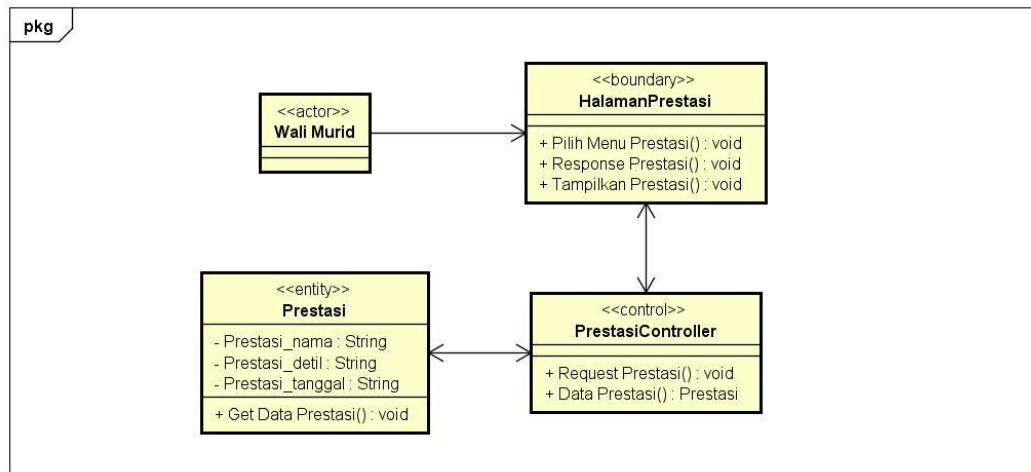 pkg
<<actor>>
Wali Murid
<<boundary>>
HalamanPrestasi
+ Pilih Menu Prestasi() : void
+ Response Prestasi() : void
+ Tampilkan Prestasi() : void
<<entity>>
Prestasi
- Prestasi_nama : String
- Prestasi_detil : String
- Prestasi_tanggal : String
+ Get Data Prestasi() : void
<<control>>
PrestasiController
+ Request Prestasi() : void
+ Data Prestasi() : Prestasi